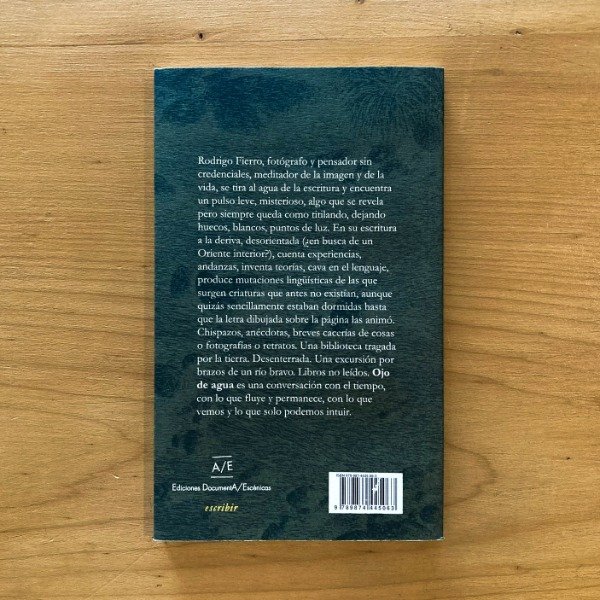 Rodrigo Fierro, fotógrafo y pensador sin
credenciales, meditador de la imagen y de la
vida, se tira al agua de la escritura y encuentra
un pulso leve, misterioso, algo que se revela
pero siempre queda como titilando, dejando
huecos, blancos, puntos de luz. En su escritura
a la deriva, desorientada (¿en busca de un
Oriente interior?), cuenta experiencias,
andanzas, inventa teorías, cava en el lenguaje,
produce mutaciones lingüísticas de las que
surgen criaturas que antes no existían, aunque
quizás sencillamente estaban dormidas hasta
que la letra dibujada sobre la página las animó.
Chispazos, anécdotas, breves cacerías de cosas
o fotografías o retratos. Una biblioteca tragada
por la tierra. Desenterrada. Una excursión por
brazos de un río bravo. Libros no leídos. Ojo
de agua es una conversación con el tiempo,
con lo que fluye y permanece, con lo que
vemos y lo que solo podemos intuir.
A/E
Ediciones DocumentA/Escénicas
escribir
9 789874 445063